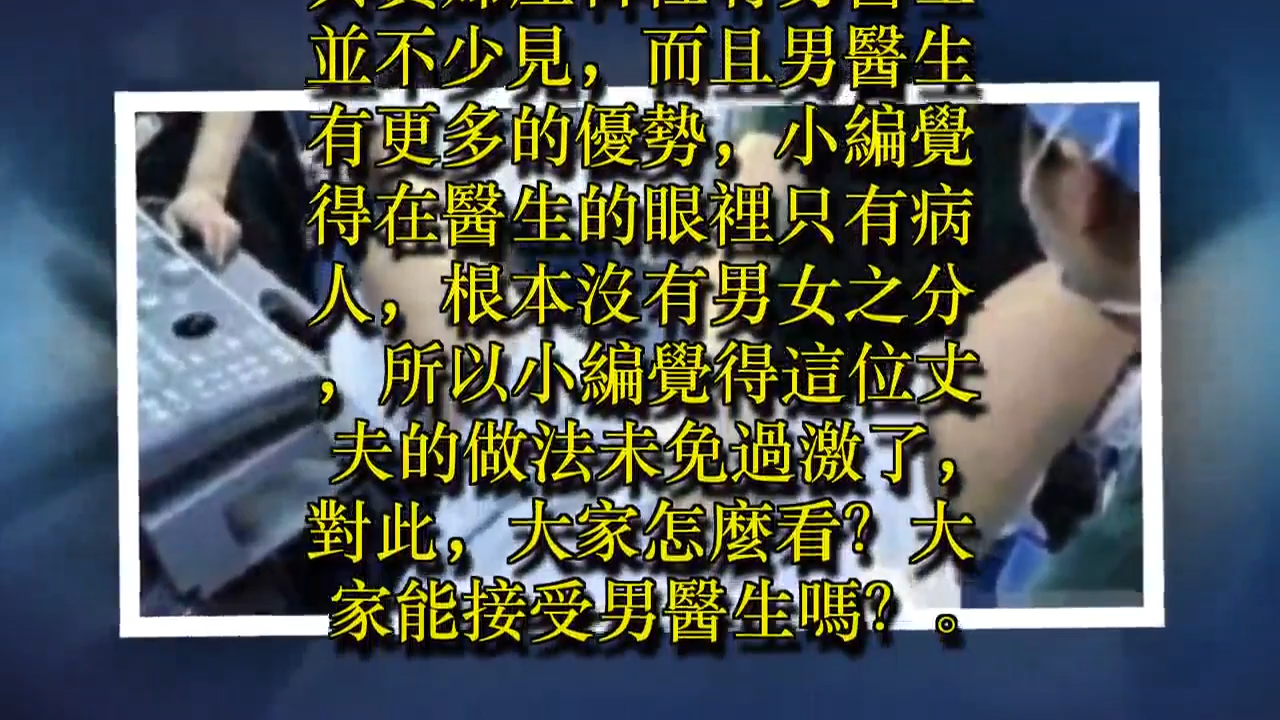 並不少見，而且男醫生
有更多的優勢，小編覺
得在醫生的眼裡只有病
人，根本沒有男女之分
，所以小編覺得這位丈
夫的做法未免過激了，
對此，大家怎麼看？大
家能接受男醫生嗎？。